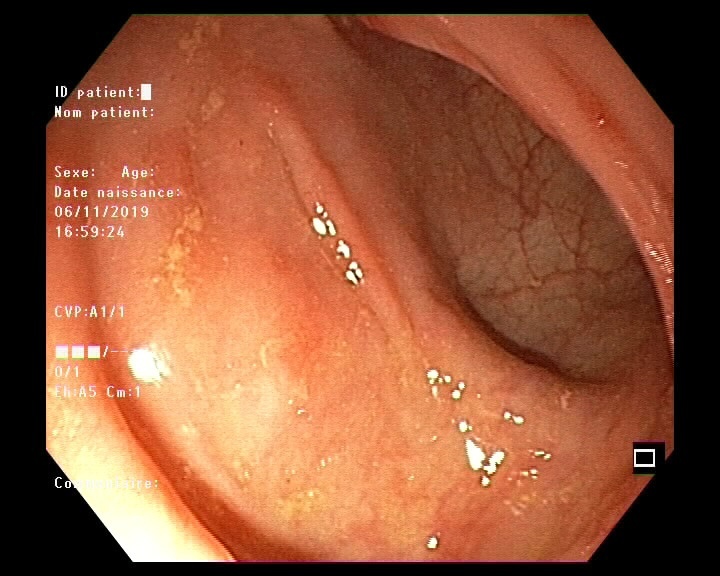 ID patient:
Nom patient:
Sexe: Age:
Date naissance:
06/11/2019
16:59:24
CVP:A1/1
0/1
Eh:A5 Cm:1